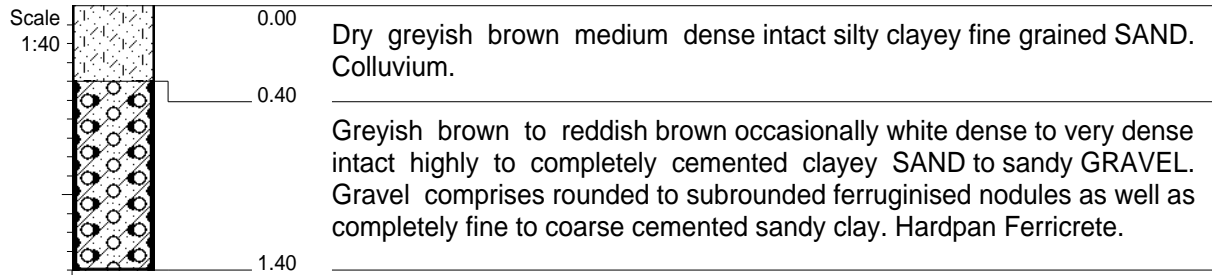 Scale
1:40
0.00
Dry greyish brown medium dense intact silty clayey fine grained SAND.
Colluvium.
0.40
Greyish brown to reddish brown occasionally white dense to very dense
intact highly to completely cemented clayey SAND to sandy GRAVEL.
Gravel comprises rounded to subrounded ferruginised nodules as well as
completely fine to coarse cemented sandy clay. Hardpan Ferricrete.
1.40